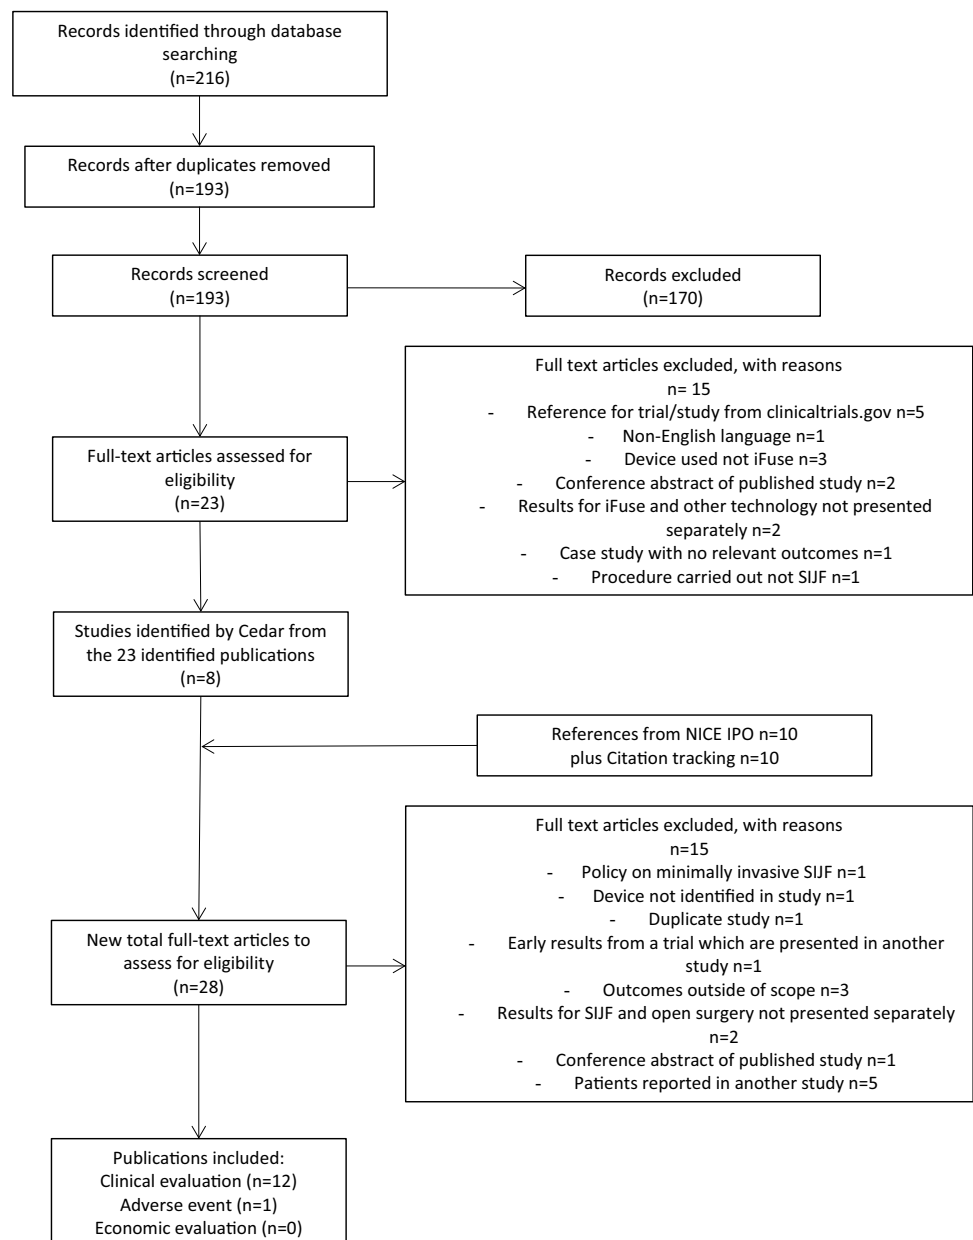 Records identified through database
searching
(n=216)
Records after duplicates removed
(n=193)
Records screened
(n=193)
Records excluded
(n=170)
Full text articles excluded, with reasons
n= 15
- Reference for trial/study from clinicaltrials.gov n=5
- Non-English language n=1
- Device used not iFuse n=3
- Conference abstract of published study n=2
- Results for iFuse and other technology not presented
separately n=2
- Case study with no relevant outcomes n=1
- Procedure carried out not SIJF n=1
Full-text articles assessed for
eligibility
(n=23)
Studies identified by Cedar from
the 23 identified publications
(n=8)
References from NICE IPO n=10
plus Citation tracking n=10
Full text articles excluded, with reasons
n=15
- Policy on minimally invasive SIJF n=1
- Device not identified in study n=1
- Duplicate study n=1
- Early results from a trial which are presented in another
study n=1
- Outcomes outside of scope n=3
- Results for SIJF and open surgery not presented separately
n=2
- Conference abstract of published study n=1
- Patients reported in another study n=5
New total full-text articles to
assess for eligibility
(n=28)
Publications included:
Clinical evaluation (n=12)
Adverse event (n=1)
Economic evaluation (n=0)